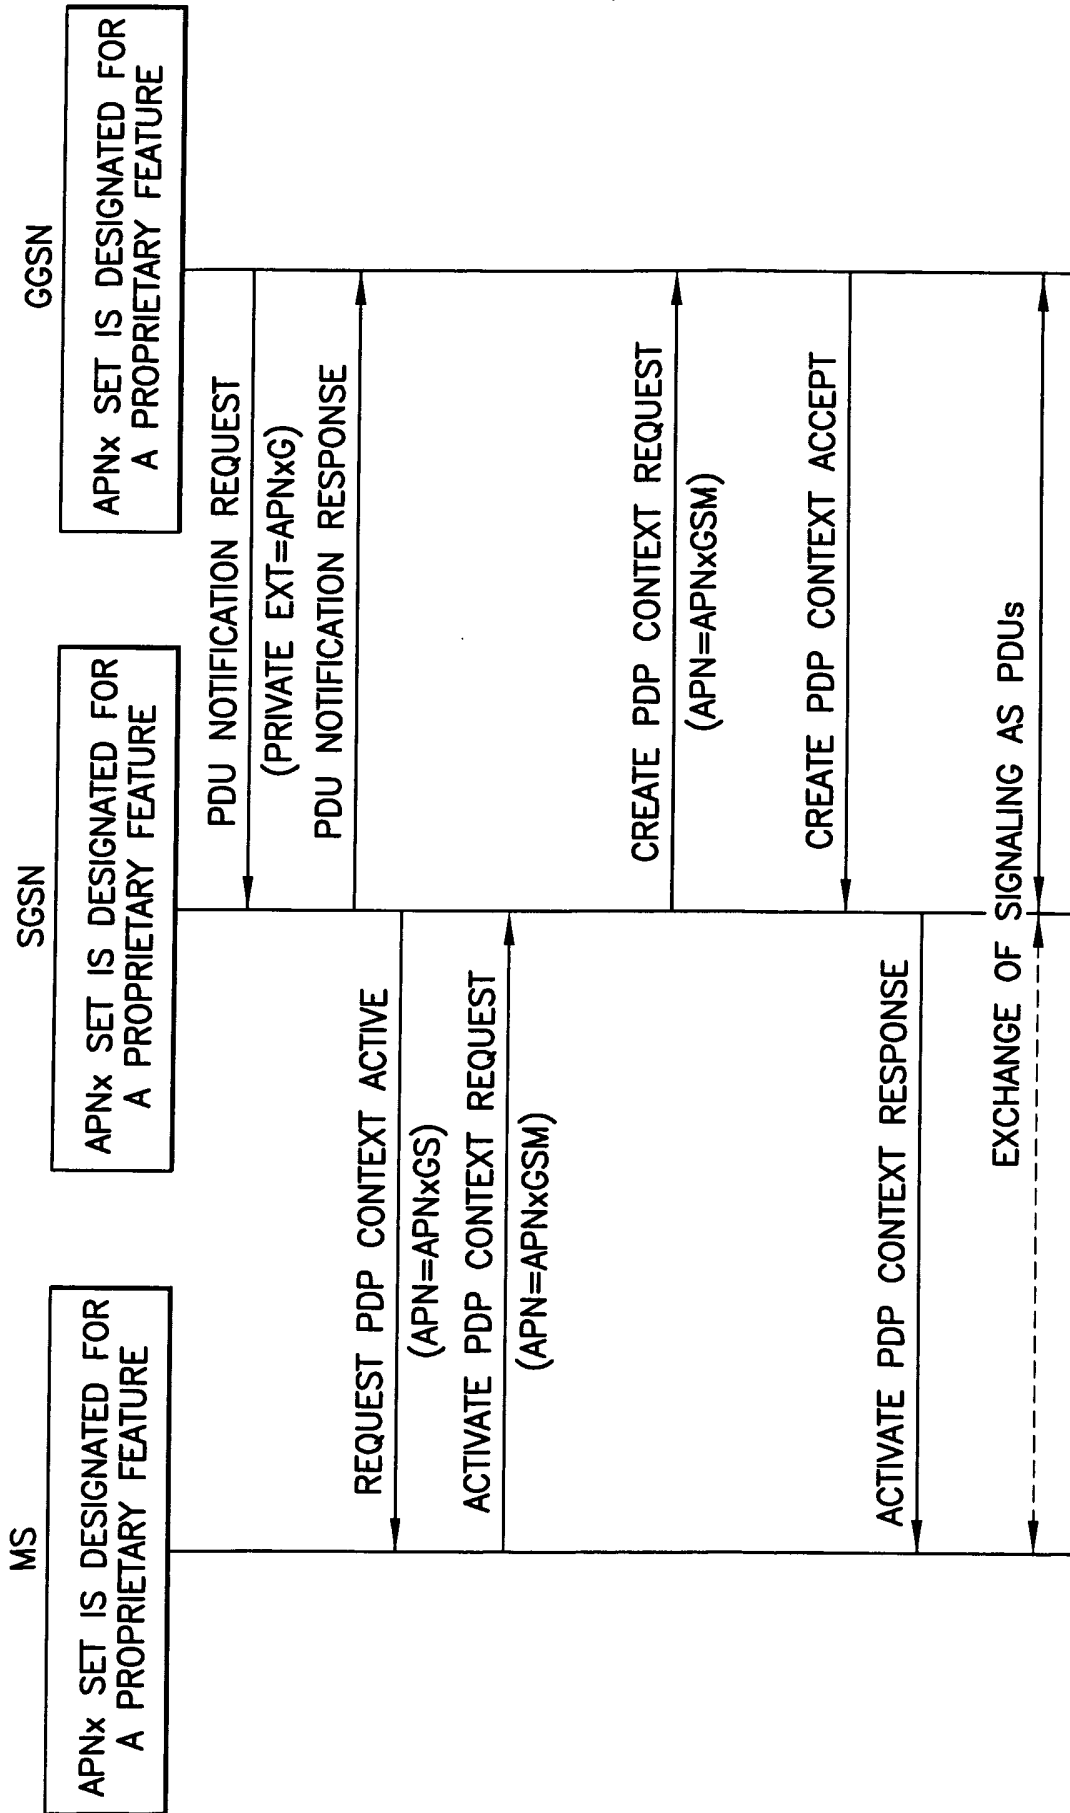 MS
SGSN
GGSN
APNx SET IS DESIGNATED FOR
A PROPRIETARY FEATURE
APNx SET IS DESIGNATED FOR
A PROPRIETARY FEATURE
APNx SET IS DESIGNATED FOR
A PROPRIETARY FEATURE
PDU NOTIFICATION REQUEST
(PRIVATE EXT=APNxG)
PDU NOTIFICATION RESPONSE
REQUEST PDP CONTEXT ACTIVE
(APN=APNxGS)
ACTIVATE PDP CONTEXT REQUEST
(APN=APNxGSM)
CREATE PDP CONTEXT REQUEST
(APN=APNxGSM)
CREATE PDP CONTEXT ACCEPT
ACTIVATE PDP CONTEXT RESPONSE
EXCHANGE OF SIGNALING AS PDUs